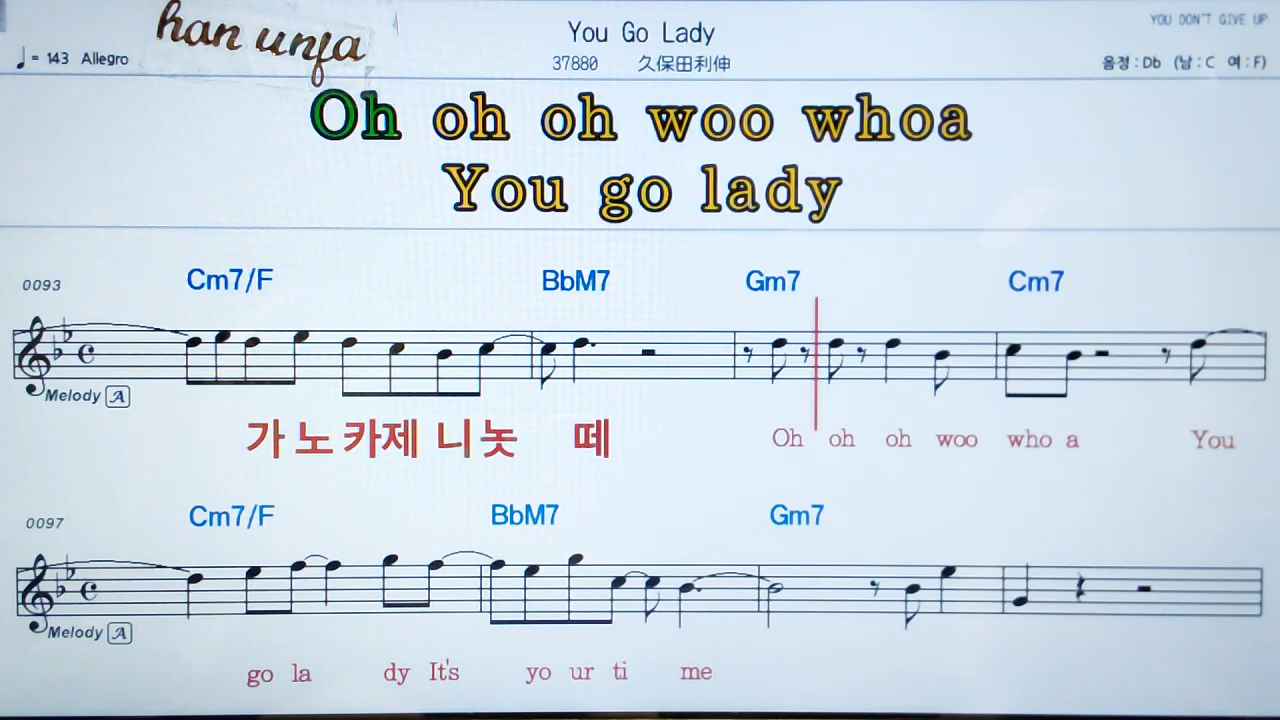 han unja
You Go Lady
YOU DON'T GIVE UP
♩= 143 Allegro
37880 久保田利伸
음정 : Db (남 : C 여 : F)
Oh oh oh woo whoa
You go lady
0093 Cm7/F BbM7 Gm7 Cm7
Melody A
가 노 카제 니 놋 떼 Oh oh oh woo who a You
0097 Cm7/F BbM7 Gm7
Melody A
go la dy It's yo ur ti me